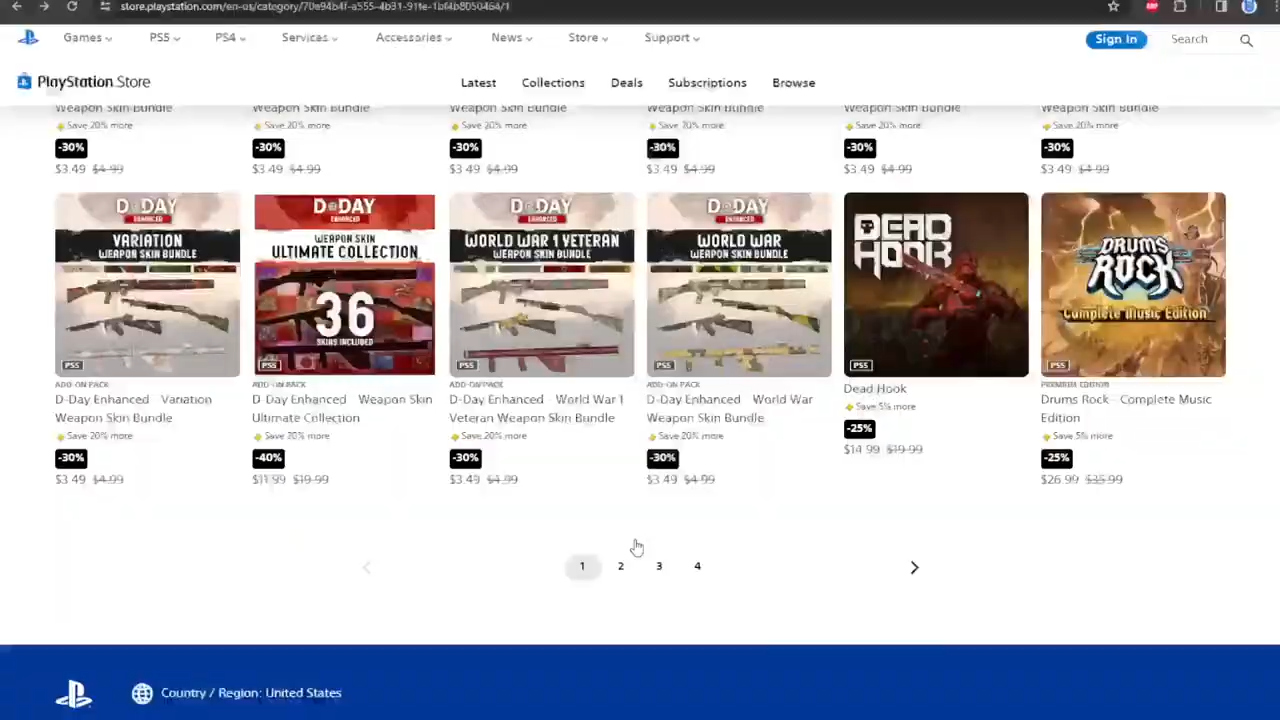 store.playstation.com/en-us/category/
Games PS5 PS4 Services Accessories News Store Support Sign In Search
PlayStation Store
Latest Collections Deals Subscriptions Browse
Weapon Skin Bundle Weapon Skin Bundle Weapon Skin Bundle Weapon Skin Bundle Weapon Skin Bundle Weapon Skin Bundle
Save 20% more Save 20% more Save 20% more Save 20% more Save 20% more Save 20% more
-30% -30% -30% -30% -30% -30%
$3.49 $4.99 $3.49 $4.99 $3.49 $4.99 $3.49 $4.99 $3.49 $4.99 $3.49 $4.99
D-DAY
ENHANCED
VARIATION
WEAPON SKIN BUNDLE
PS5
ADD-ON PACK
D-Day Enhanced - Variation
Weapon Skin Bundle
Save 20% more
-30%
$3.49 $4.99
D-DAY
ENHANCED
WEAPON SKIN
ULTIMATE COLLECTION
36
SKINS INCLUDED
PS5
ADD-ON PACK
D-Day Enhanced - Weapon Skin
Ultimate Collection
Save 20% more
-40%
$11.99 $19.99
D-DAY
ENHANCED
WORLD WAR 1 VETERAN
WEAPON SKIN BUNDLE
PS5
ADD-ON PACK
D-Day Enhanced - World War 1
Veteran Weapon Skin Bundle
Save 20% more
-30%
$3.49 $4.99
D-DAY
ENHANCED
WORLD WAR
WEAPON SKIN BUNDLE
PS5
ADD-ON PACK
D-Day Enhanced - World War
Weapon Skin Bundle
Save 20% more
-30%
$3.49 $4.99
DEAD
HOOK
PS5
Dead Hook
Save 5% more
-25%
$14.99 $19.99
DRUMS
ROCK
Complete Music Edition
PS5
PREMIUM EDITION
Drums Rock - Complete Music
Edition
Save 5% more
-25%
$26.99 $35.99
1 2 3 4
Country / Region: United States